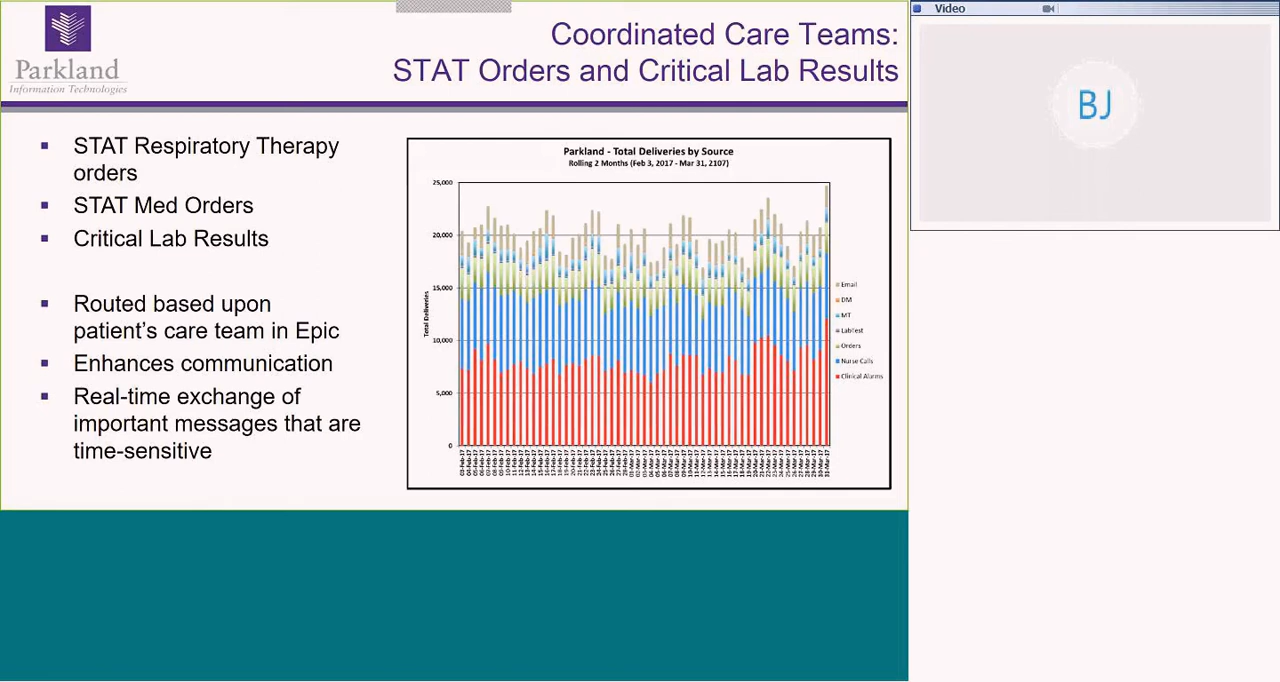 Parkland
Information Technologies
Coordinated Care Teams:
STAT Orders and Critical Lab Results
▪ STAT Respiratory Therapy
orders
▪ STAT Med Orders
▪ Critical Lab Results
▪ Routed based upon
patient's care team in Epic
▪ Enhances communication
▪ Real-time exchange of
important messages that are
time-sensitive
Parkland - Total Deliveries by Source
Rolling 2 Months (Feb 3, 2017 - Mar 31, 2107)
Total Deliveries
25,000
20,000
15,000
10,000
5,000
0
Email
DM
MT
LabTest
Orders
Nurse Calls
Clinical Alarms
Video
BJ